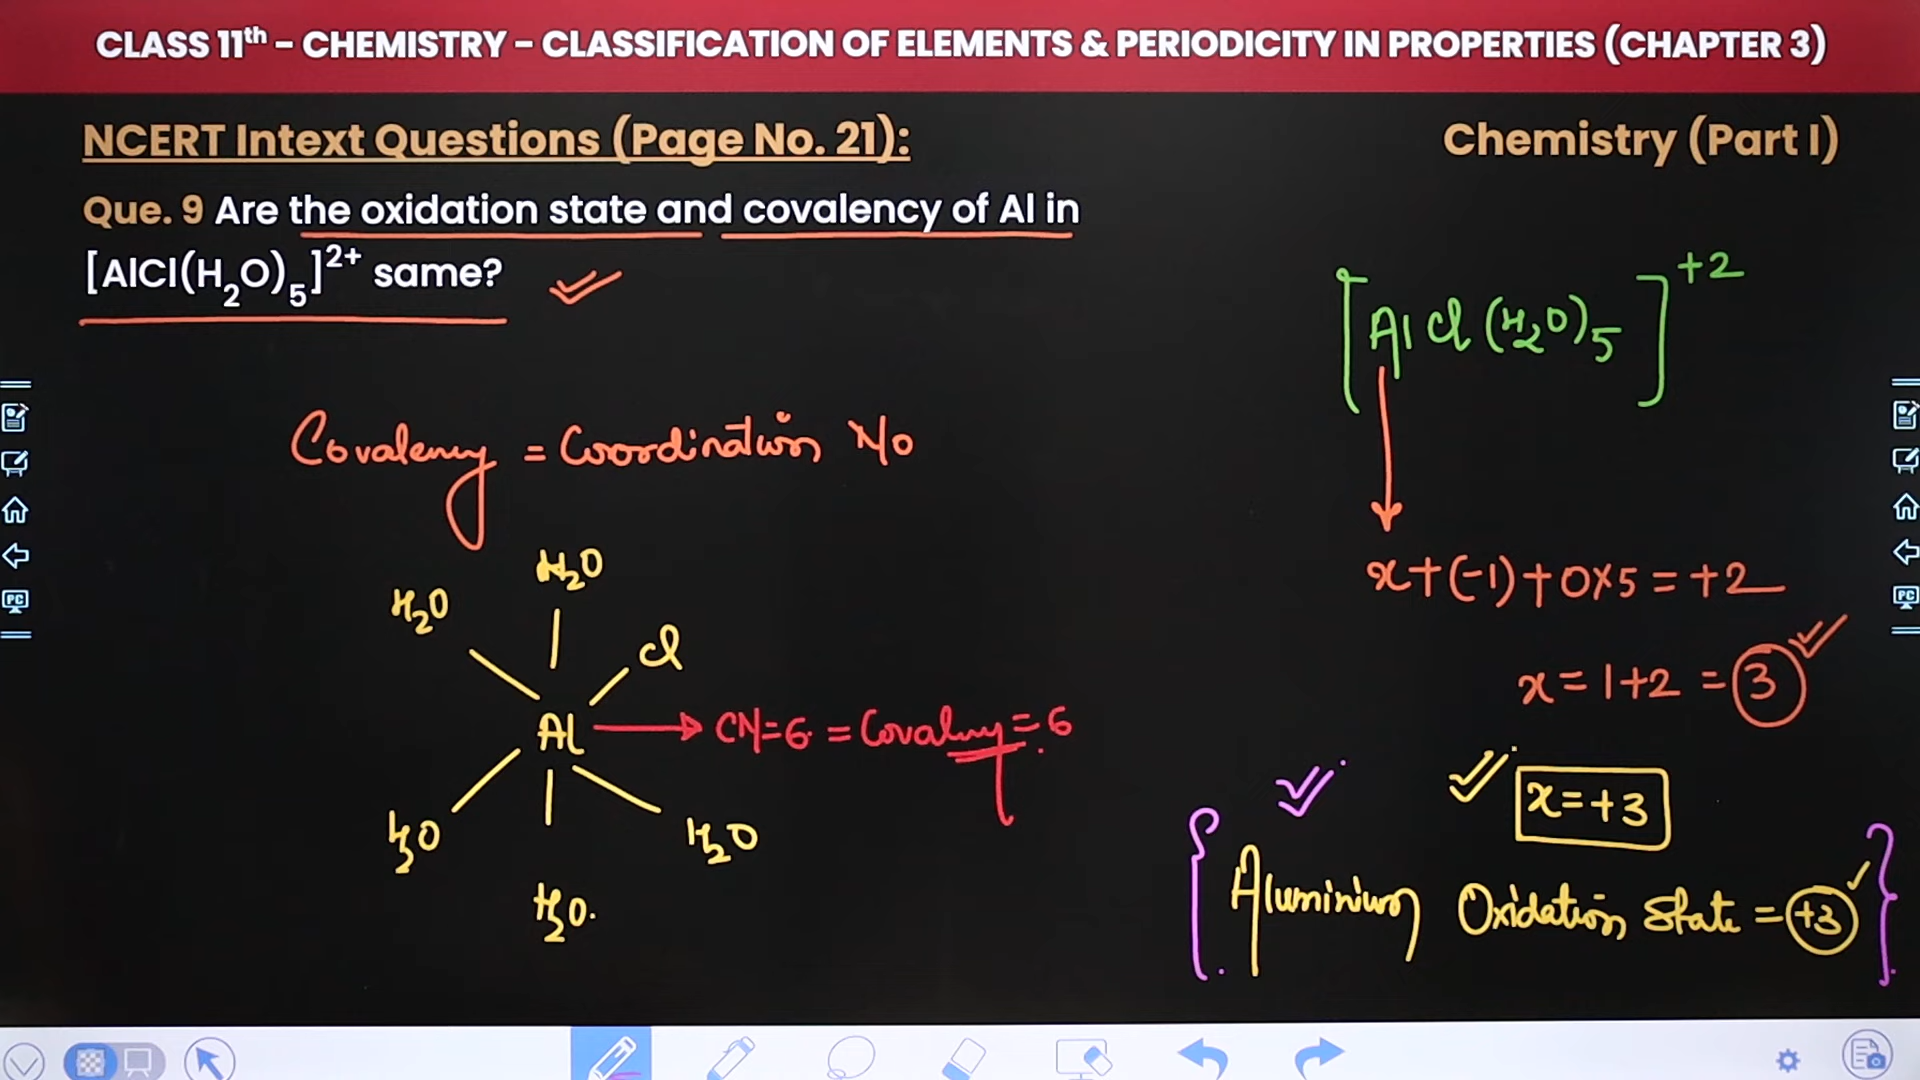 CLASS 11th – CHEMISTRY – CLASSIFICATION OF ELEMENTS & PERIODICITY IN PROPERTIES (CHAPTER 3)
NCERT Intext Questions (Page No. 21):
Chemistry (Part I)
Que. 9 Are the oxidation state and covalency of Al in
[AlCl(H₂O)₅]²⁺ same?
[AlCl(H₂O)₅]⁺²
Covalency = Coordination No
x+(-1)+0×5=+2
x=1+2=3
x=+3
Aluminium Oxidation State=+3
H₂O
H₂O
Cl
Al
CN=6=Covalency=6
H₂O
H₂O
H₂O.
PC
PC